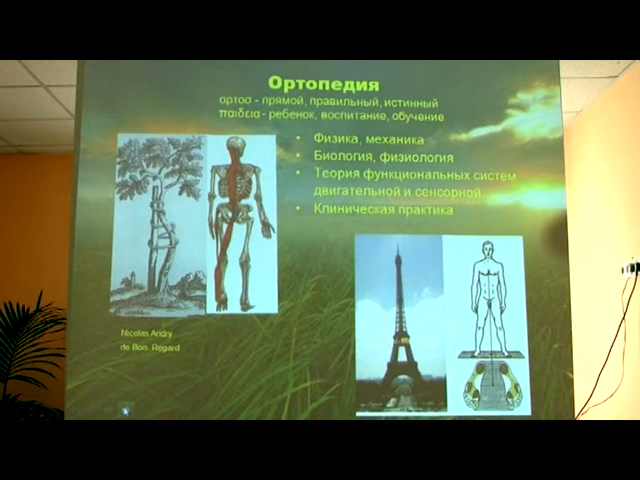 Ортопедия
ορτοσ - прямой, правильный, истинный
παιδεια - ребенок, воспитание, обучение
• Физика, механика
• Биология, физиология
• Теория функциональных систем
двигательной и сенсорной
• Клиническая практика
Nicolas Andry
de Bois-Regard